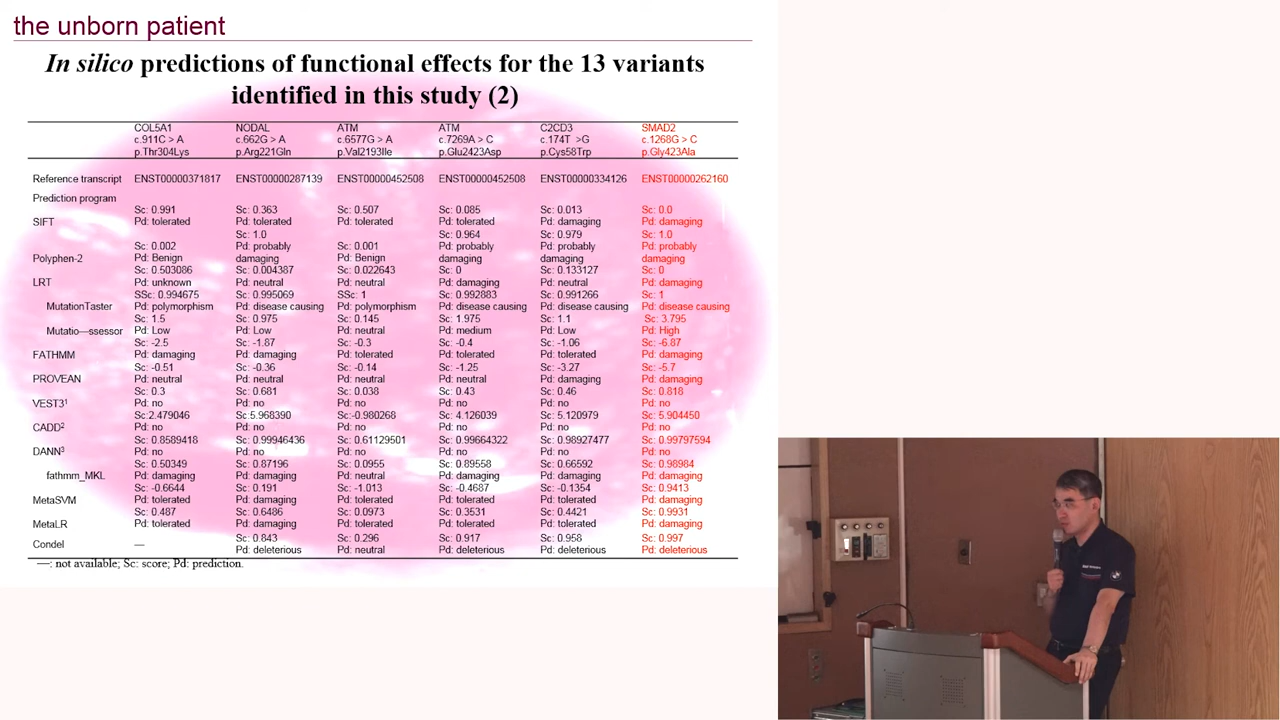 the unborn patient
In silico predictions of functional effects for the 13 variants
identified in this study (2)
COL5A1 NODAL ATM ATM C2CD3 SMAD2
c.911C > A c.662G > A c.6577G > A c.7269A > C c.174T >G c.1268G > C
p.Thr304Lys p.Arg221Gln p.Val2193Ile p.Glu2423Asp p.Cys58Trp p.Gly423Ala
Reference transcript ENST00000371817 ENST00000287139 ENST00000452508 ENST00000452508 ENST00000334126 ENST00000262160
Prediction program
Sc: 0.991 Sc: 0.363 Sc: 0.507 Sc: 0.085 Sc: 0.013 Sc: 0.0
SIFT Pd: tolerated Pd: tolerated Pd: tolerated Pd: tolerated Pd: damaging Pd: damaging
Sc: 1.0 Sc: 0.964 Sc: 0.979 Sc: 1.0
Sc: 0.002 Pd: probably Sc: 0.001 Pd: probably Pd: probably Pd: probably
Polyphen-2 Pd: Benign damaging Pd: Benign damaging damaging damaging
Sc: 0.503086 Sc: 0.004387 Sc: 0.022643 Sc: 0 Sc: 0.133127 Sc: 0
LRT Pd: unknown Pd: neutral Pd: neutral Pd: damaging Pd: neutral Pd: damaging
SSc: 0.994675 Sc: 0.995069 SSc: 1 Sc: 0.992883 Sc: 0.991266 Sc: 1
MutationTaster Pd: polymorphism Pd: disease causing Pd: polymorphism Pd: disease causing Pd: disease causing Pd: disease causing
Sc: 1.5 Sc: 0.975 Sc: 0.145 Sc: 1.975 Sc: 1.1 Sc: 3.795
Mutatio—ssessor Pd: Low Pd: Low Pd: neutral Pd: medium Pd: Low Pd: High
Sc: -2.5 Sc: -1.87 Sc: -0.3 Sc: -0.4 Sc: -1.06 Sc: -6.87
FATHMM Pd: damaging Pd: damaging Pd: tolerated Pd: tolerated Pd: tolerated Pd: damaging
Sc: -0.51 Sc: -0.36 Sc: -0.14 Sc: -1.25 Sc: -3.27 Sc: -5.7
PROVEAN Pd: neutral Pd: neutral Pd: neutral Pd: neutral Pd: damaging Pd: damaging
Sc: 0.3 Sc: 0.681 Sc: 0.038 Sc: 0.43 Sc: 0.46 Sc: 0.818
VEST3¹ Pd: no Pd: no Pd: no Pd: no Pd: no Pd: no
Sc:2.479046 Sc:5.968390 Sc:-0.980268 Sc: 4.126039 Sc: 5.120979 Sc: 5.904450
CADD² Pd: no Pd: no Pd: no Pd: no Pd: no Pd: no
Sc: 0.8589418 Sc: 0.99946436 Sc: 0.61129501 Sc: 0.99664322 Sc: 0.98927477 Sc: 0.99797594
DANN³ Pd: no Pd: no Pd: no Pd: no Pd: no Pd: no
Sc: 0.50349 Sc: 0.87196 Sc: 0.0955 Sc: 0.89558 Sc: 0.66592 Sc: 0.98984
fathmm_MKL Pd: damaging Pd: damaging Pd: neutral Pd: damaging Pd: damaging Pd: damaging
Sc: -0.6644 Sc: 0.191 Sc: -1.013 Sc: -0.4687 Sc: -0.1354 Sc: 0.9413
MetaSVM Pd: tolerated Pd: damaging Pd: tolerated Pd: tolerated Pd: tolerated Pd: damaging
Sc: 0.487 Sc: 0.6486 Sc: 0.0973 Sc: 0.3531 Sc: 0.4421 Sc: 0.9931
MetaLR Pd: tolerated Pd: damaging Pd: tolerated Pd: tolerated Pd: tolerated Pd: damaging
Sc: 0.843 Sc: 0.296 Sc: 0.917 Sc: 0.958 Sc: 0.997
Condel — Pd: deleterious Pd: neutral Pd: deleterious Pd: deleterious Pd: deleterious
—: not available; Sc: score; Pd: prediction.